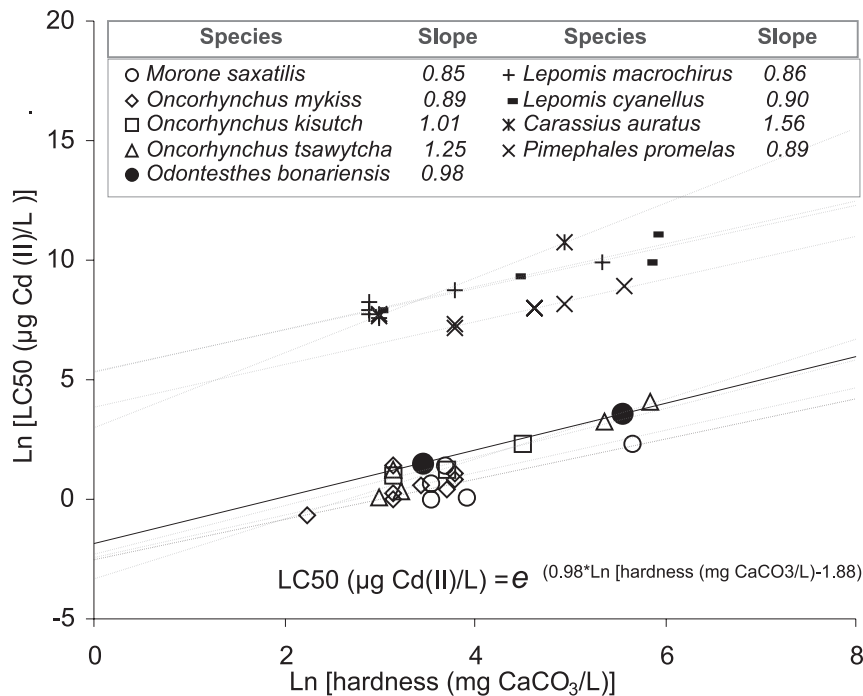 20
Species Slope Species Slope
Morone saxatilis 0.85 Lepomis macrochirus 0.86
Oncorhynchus mykiss 0.89 Lepomis cyanellus 0.90
Oncorhynchus kisutch 1.01 Carassius auratus 1.56
Oncorhynchus tsawytcha 1.25 Pimephales promelas 0.89
Odontesthes bonariensis 0.98
15
10
5
0
-5
Ln [LC50 (µg Cd (II)/L )]
LC50 (µg Cd(II)/L) = e (0.98*Ln [hardness (mg CaCO3/L)-1.88)
0 2 4 6 8
Ln [hardness (mg CaCO₃/L)]